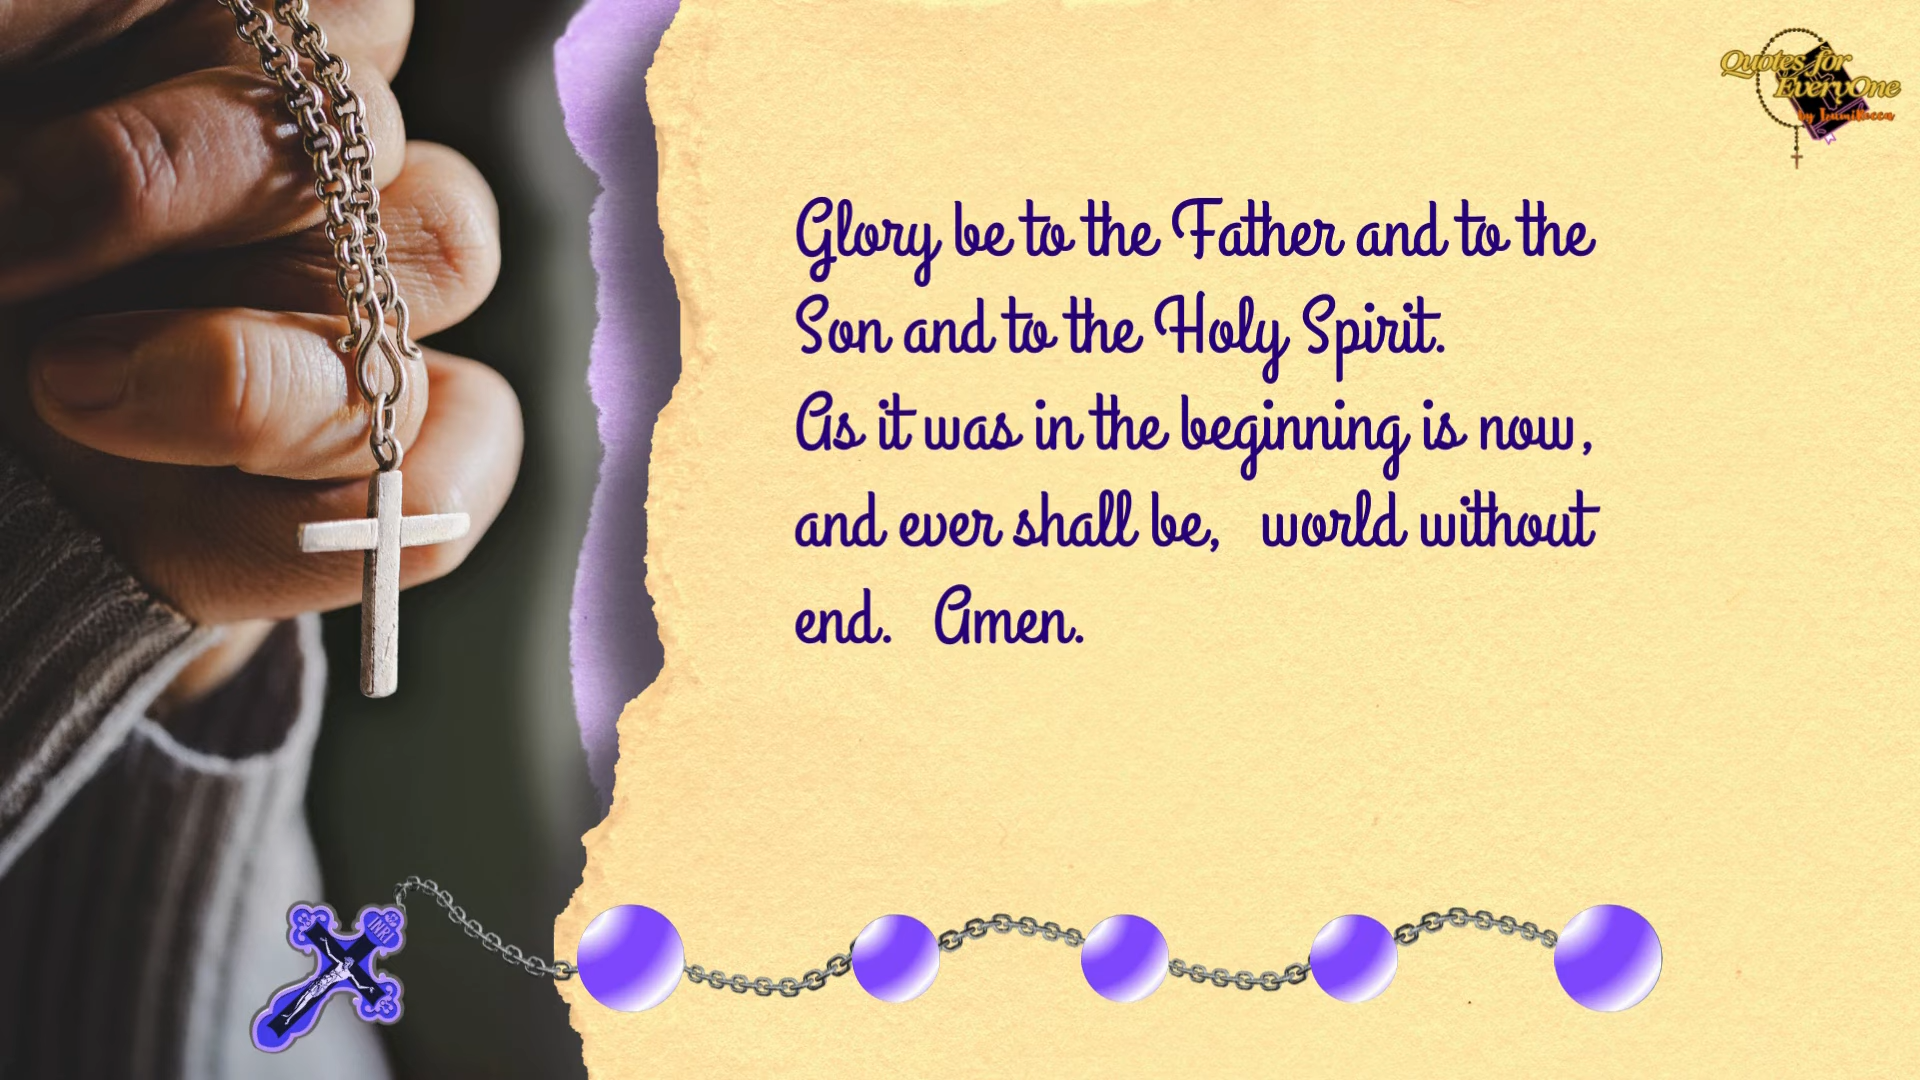 Quotes for
EveryOne
Glory be to the Father and to the
Son and to the Holy Spirit.
As it was in the beginning is now,
and ever shall be, world without
end. Amen.
INRI